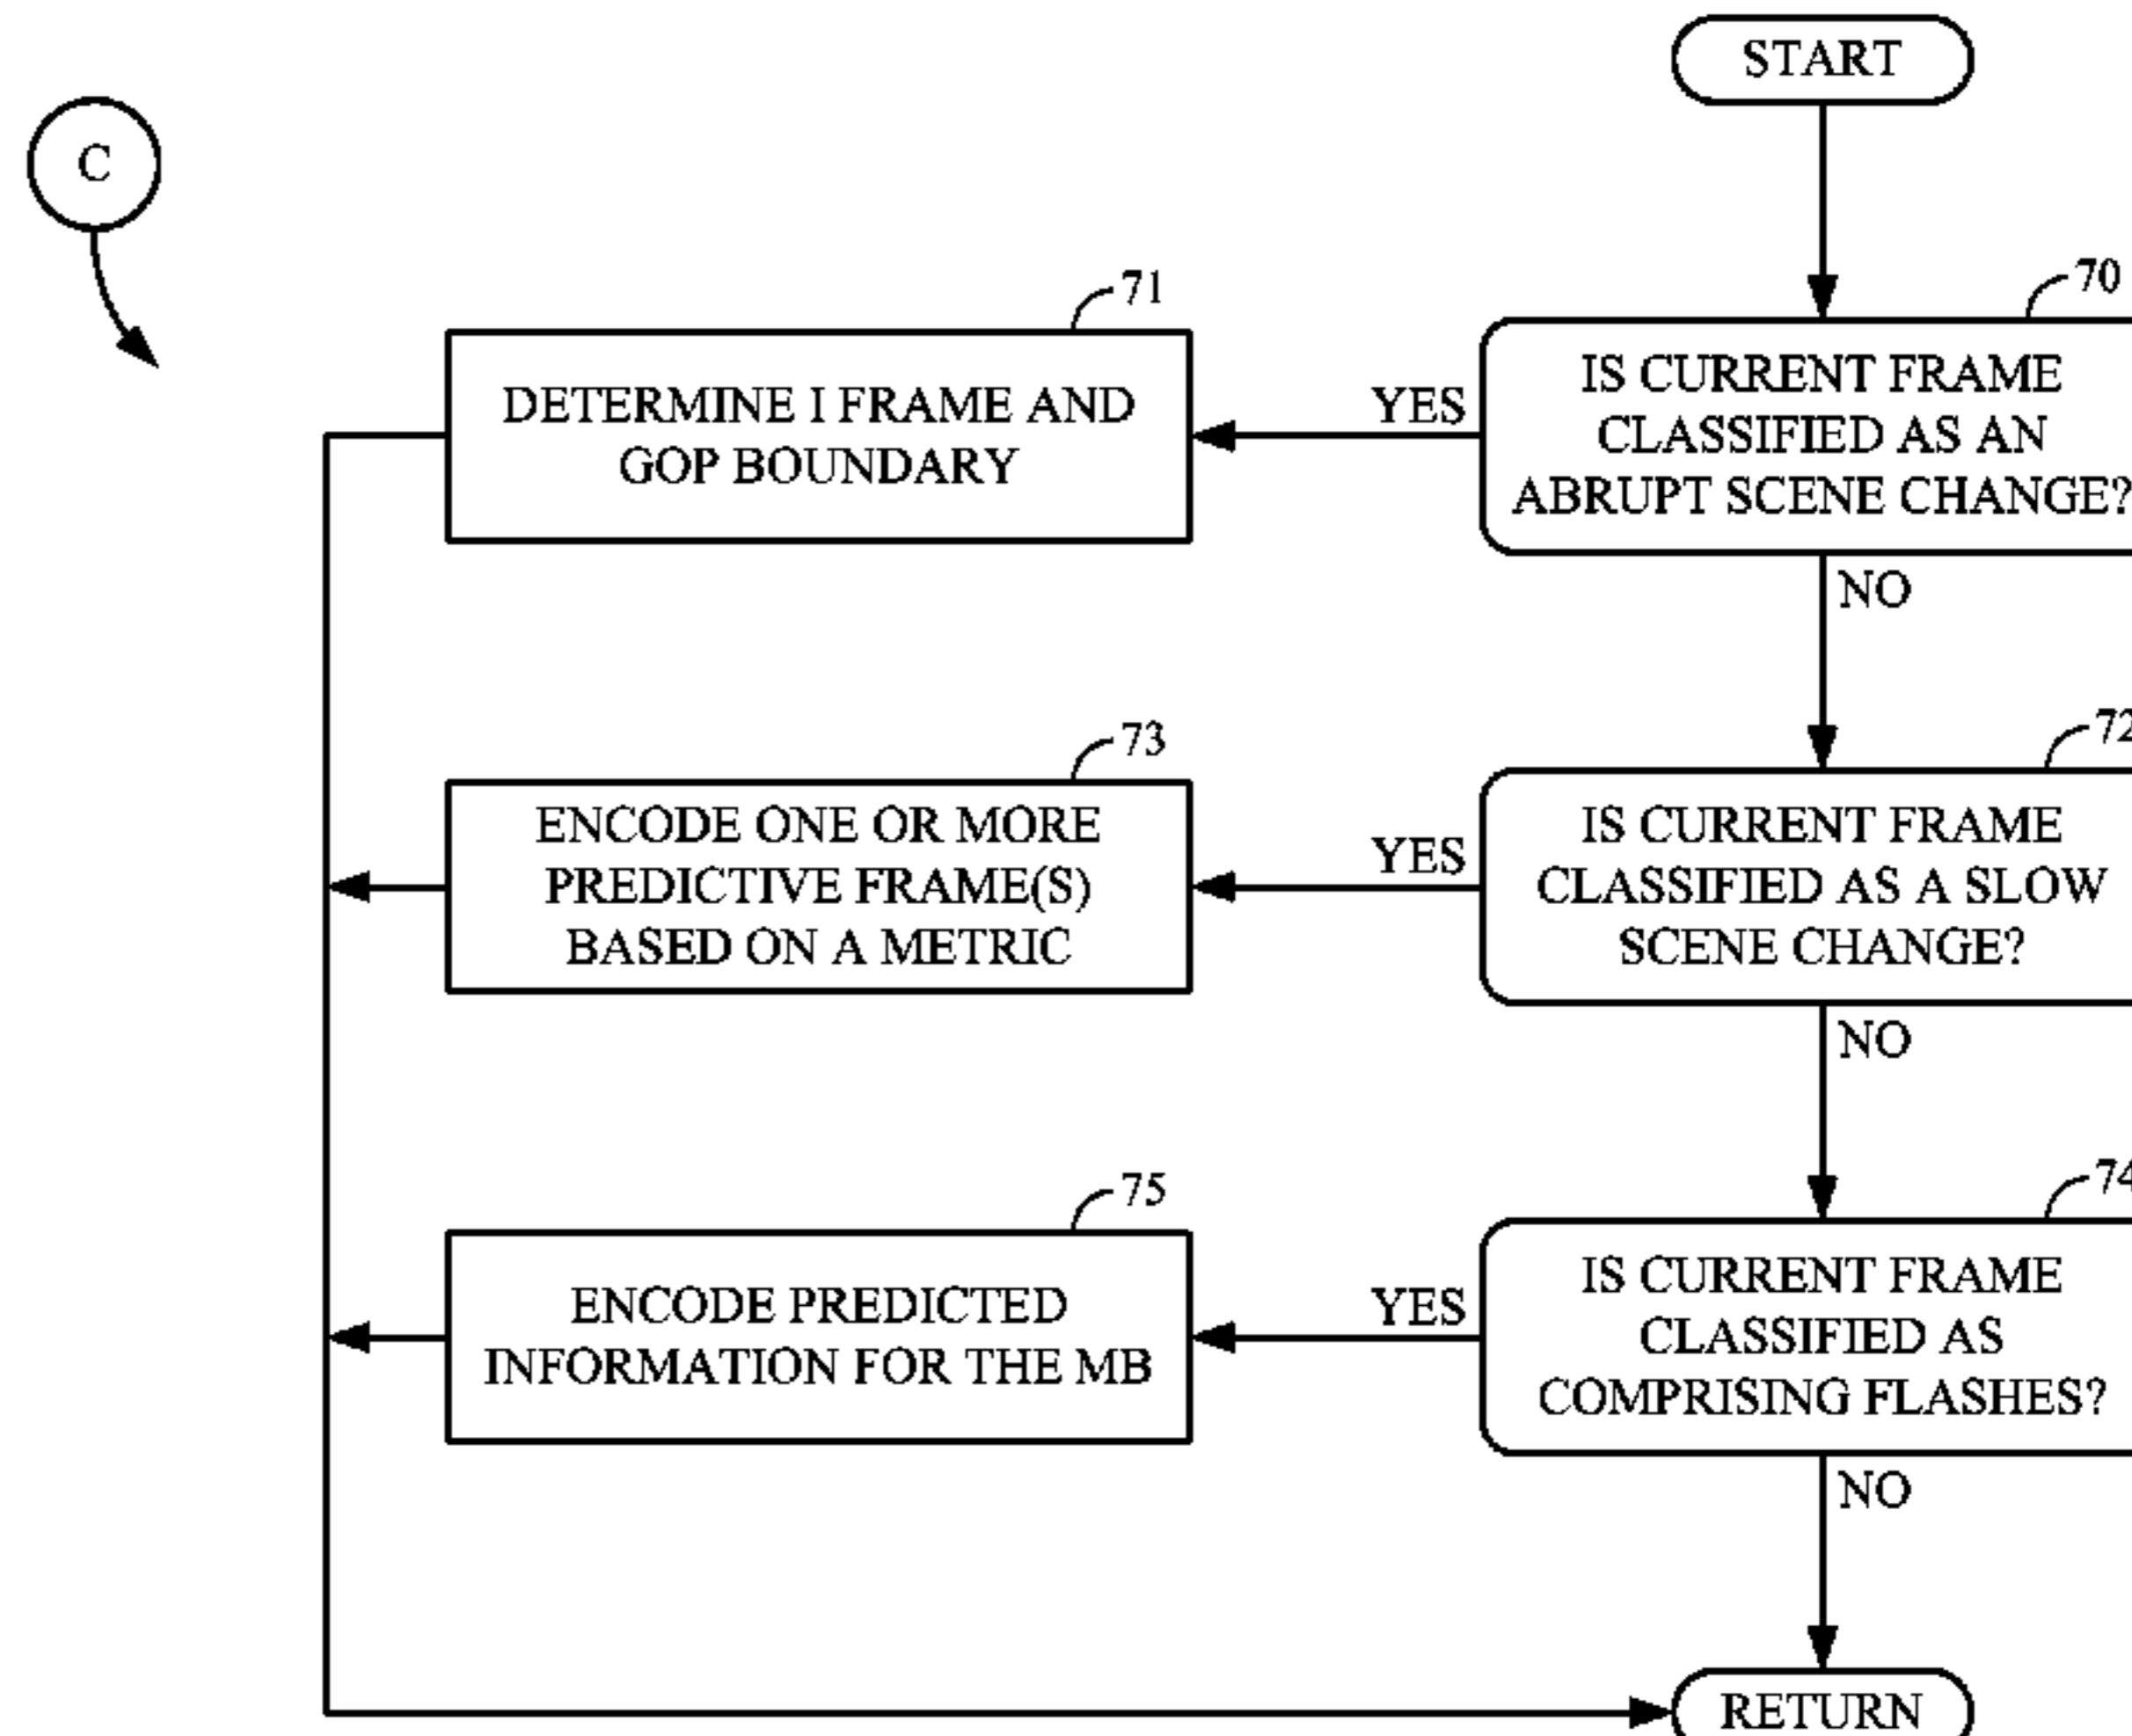 START
C
71
70
DETERMINE I FRAME AND
GOP BOUNDARY
YES
IS CURRENT FRAME
CLASSIFIED AS AN
ABRUPT SCENE CHANGE?
NO
73
72
ENCODE ONE OR MORE
PREDICTIVE FRAME(S)
BASED ON A METRIC
YES
IS CURRENT FRAME
CLASSIFIED AS A SLOW
SCENE CHANGE?
NO
75
74
ENCODE PREDICTED
INFORMATION FOR THE MB
YES
IS CURRENT FRAME
CLASSIFIED AS
COMPRISING FLASHES?
NO
RETURN